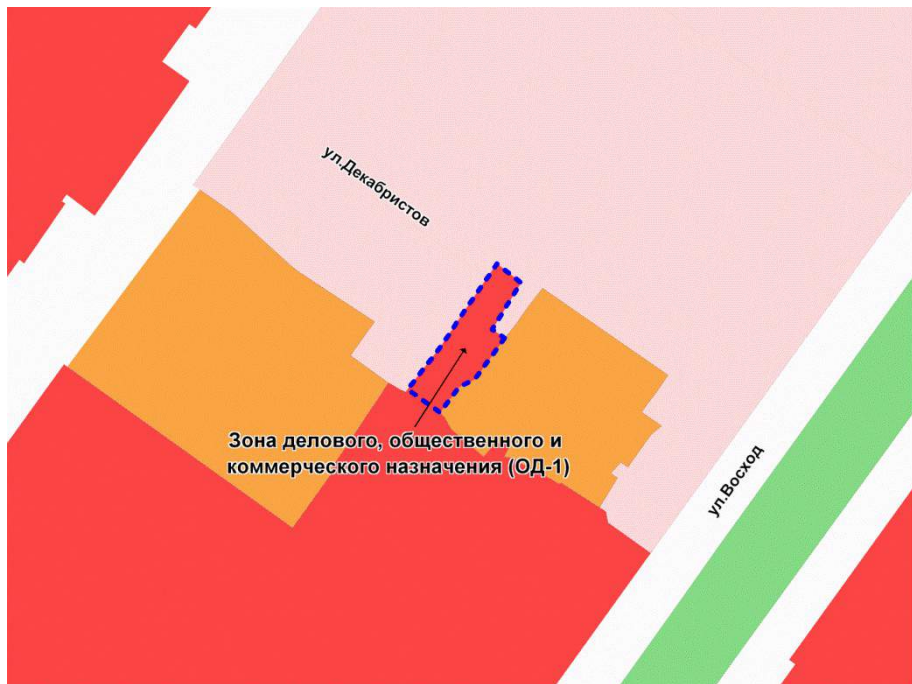 ул.Декабристов
Зона делового, общественного и
коммерческого назначения (ОД-1)
ул.Восход